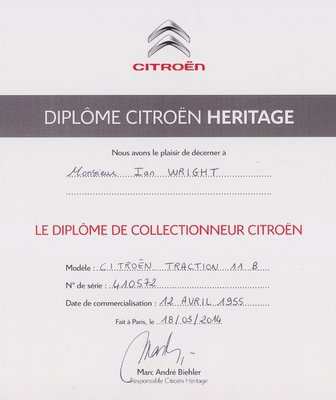 CITROËN
DIPLÔME CITROËN HERITAGE
Nous avons le plaisir de décerner à
Monsieur Ian WRIGHT
LE DIPLÔME DE COLLECTIONNEUR CITROËN
Modèle : CITROËN TRACTION 11 B
N° de série : 410572
Date de commercialisation : 12 AVRIL 1955
Fait à Paris, le 18/03/2014
Marc André Biehler
Responsable Citroën Heritage